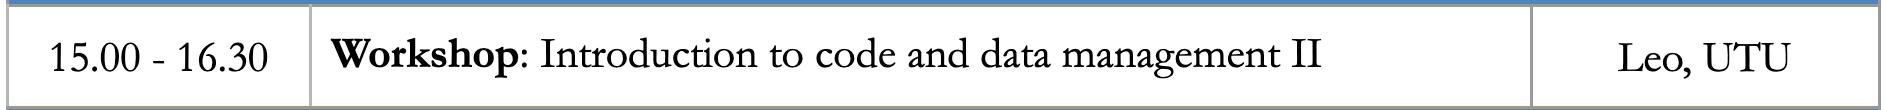 15.00 - 16.30 Workshop: Introduction to code and data management II Leo, UTU